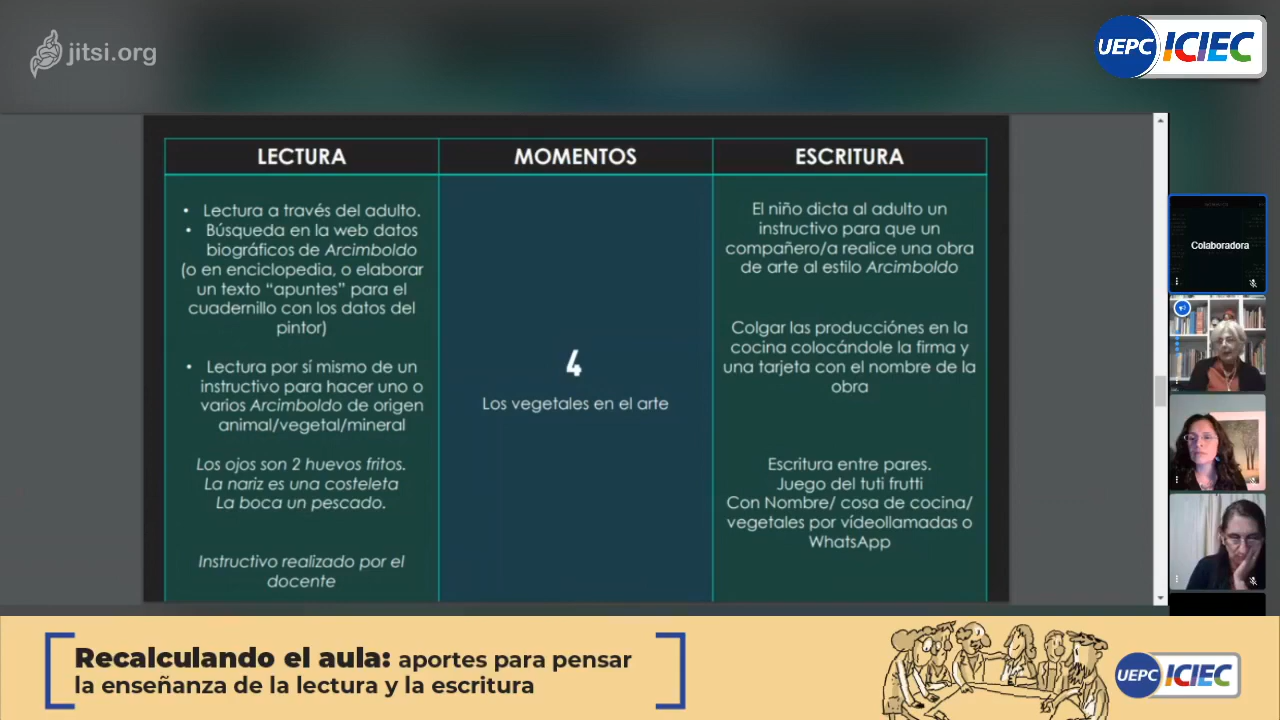 jitsi.org
UEPC ICIEC
LECTURA
MOMENTOS
ESCRITURA
• Lectura a través del adulto.
• Búsqueda en la web datos
biográficos de Arcimboldo
(o en enciclopedia, o elaborar
un texto “apuntes” para el
cuadernillo con los datos del
pintor)
• Lectura por sí mismo de un
instructivo para hacer uno o
varios Arcimboldo de origen
animal/vegetal/mineral
Los ojos son 2 huevos fritos.
La nariz es una costeleta
La boca un pescado.
Instructivo realizado por el
docente
4
Los vegetales en el arte
El niño dicta al adulto un
instructivo para que un
compañero/a realice una obra
de arte al estilo Arcimboldo
Colgar las producciónes en la
cocina colocándole la firma y
una tarjeta con el nombre de la
obra
Escritura entre pares.
Juego del tuti frutti
Con Nombre/ cosa de cocina/
vegetales por vídeollamadas o
WhatsApp
Colaboradora
Recalculando el aula: aportes para pensar
la enseñanza de la lectura y la escritura
UEPC ICIEC